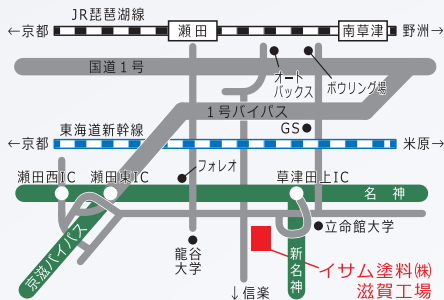 JR琵琶湖線
←京都
瀬田
南草津
野洲→
国道1号
オート
バックス
ボウリング場
1号バイパス
東海道新幹線
GS
←京都
米原→
フォレオ
瀬田西IC
瀬田東IC
草津田上IC
名神
立命館大学
京滋バイパス
龍谷
大学
新名神
イサム塗料㈱
滋賀工場
↓信楽